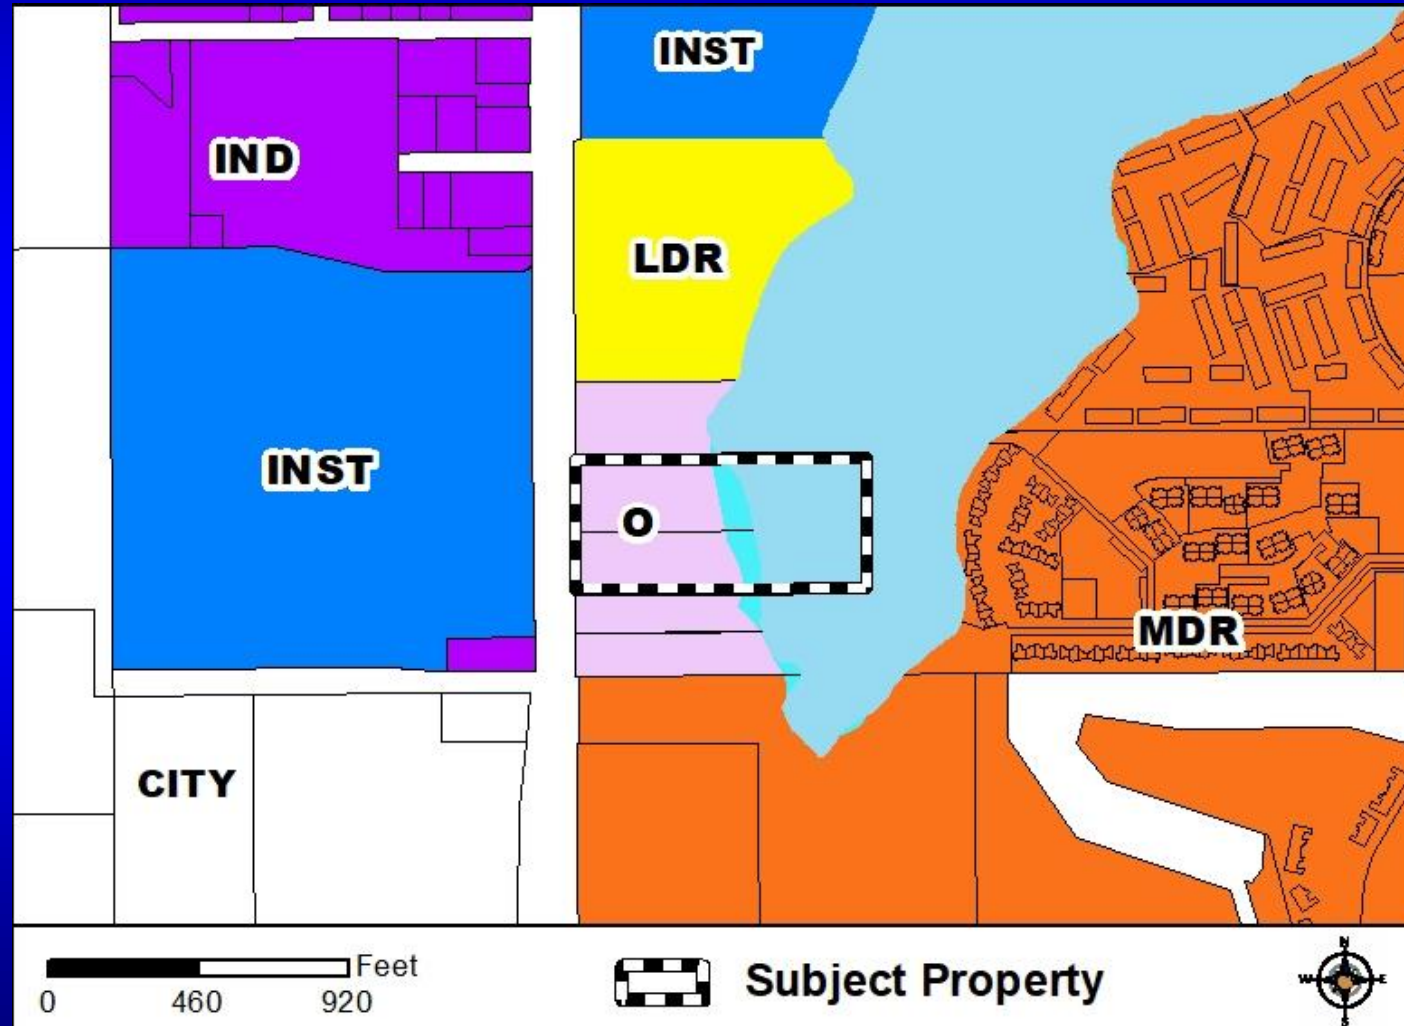 INST
IND
LDR
INST
O
MDR
CITY
Feet
0 460 920
Subject Property
N
W E
S